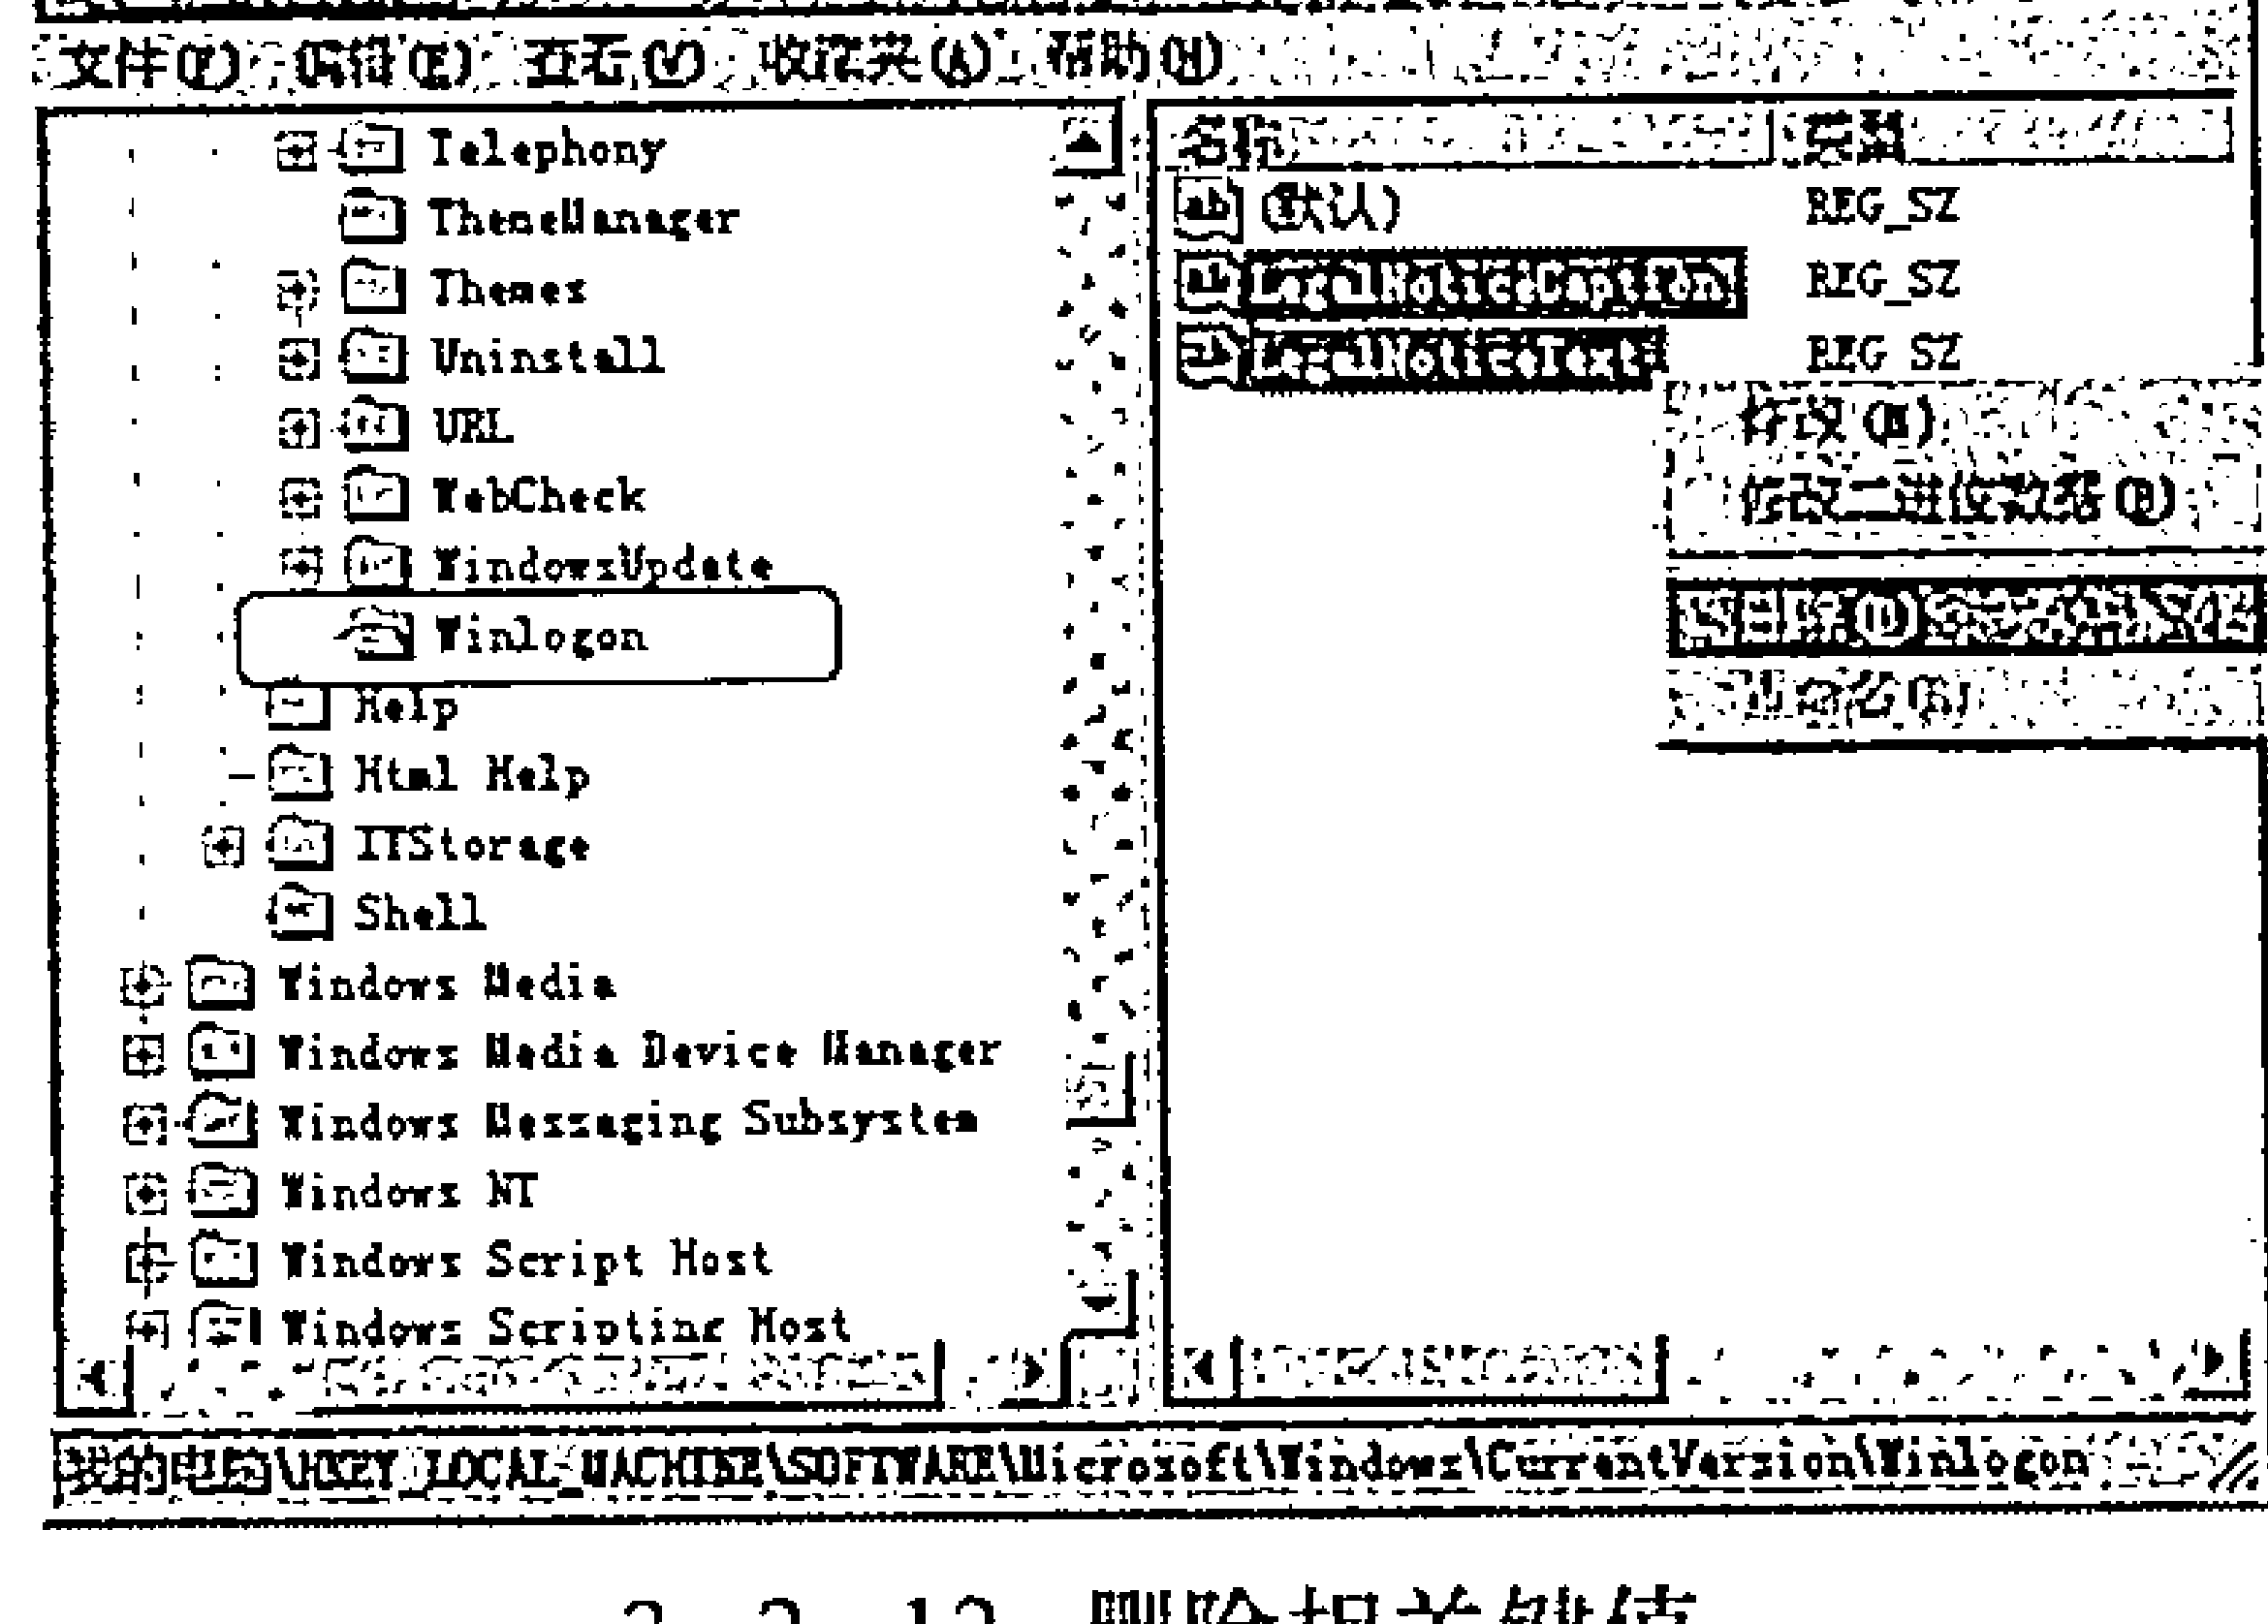 文件(F) 编辑(E) 查看(V) 收藏夹(A) 帮助(H)
Telephony
ThemeManager
Themes
Uninstall
URL
WebCheck
WindowsUpdate
Winlogon
Help
Html Help
ITStorage
Shell
Windows Media
Windows Media Device Manager
Windows Messaging Subsystem
Windows NT
Windows Script Host
Windows Scripting Host
名称 类型
(默认) REG_SZ
LegalNoticeCaption REG_SZ
LegalNoticeText REG_SZ
修改(M)
修改二进制数据(B)
删除(D)
重命名(R)
我的电脑\HKEY_LOCAL_MACHINE\SOFTWARE\Microsoft\Windows\CurrentVersion\Winlogon
2-2-12 删除相关键值